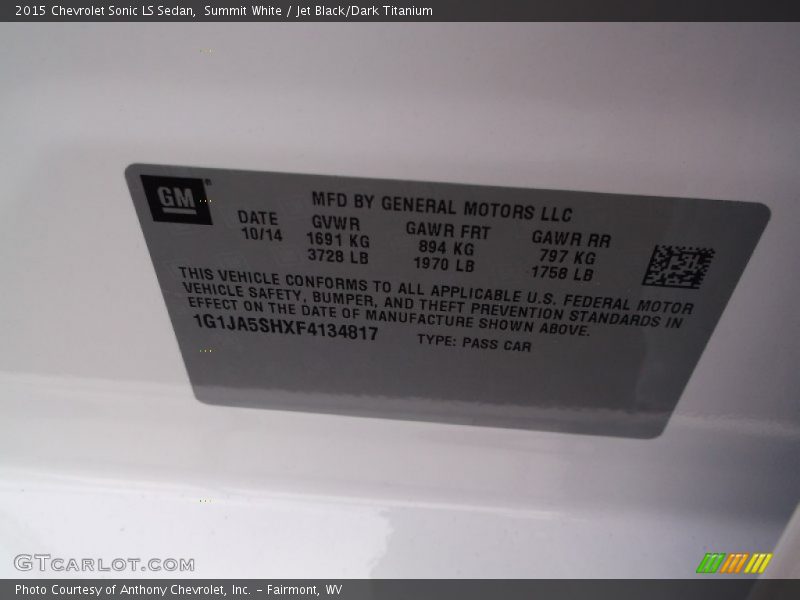 2015 Chevrolet Sonic LS Sedan,  Summit White / Jet Black/Dark Titanium
GM®
MFD BY GENERAL MOTORS LLC
DATE GVWR GAWR FRT GAWR RR
10/14 1691 KG 894 KG 797 KG
3728 LB 1970 LB 1758 LB
THIS VEHICLE CONFORMS TO ALL APPLICABLE U.S. FEDERAL MOTOR
VEHICLE SAFETY, BUMPER, AND THEFT PREVENTION STANDARDS IN
EFFECT ON THE DATE OF MANUFACTURE SHOWN ABOVE.
1G1JA5SHXF4134817 TYPE: PASS CAR
GTCARLOT.COM
Photo Courtesy of Anthony Chevrolet, Inc. – Fairmont, WV